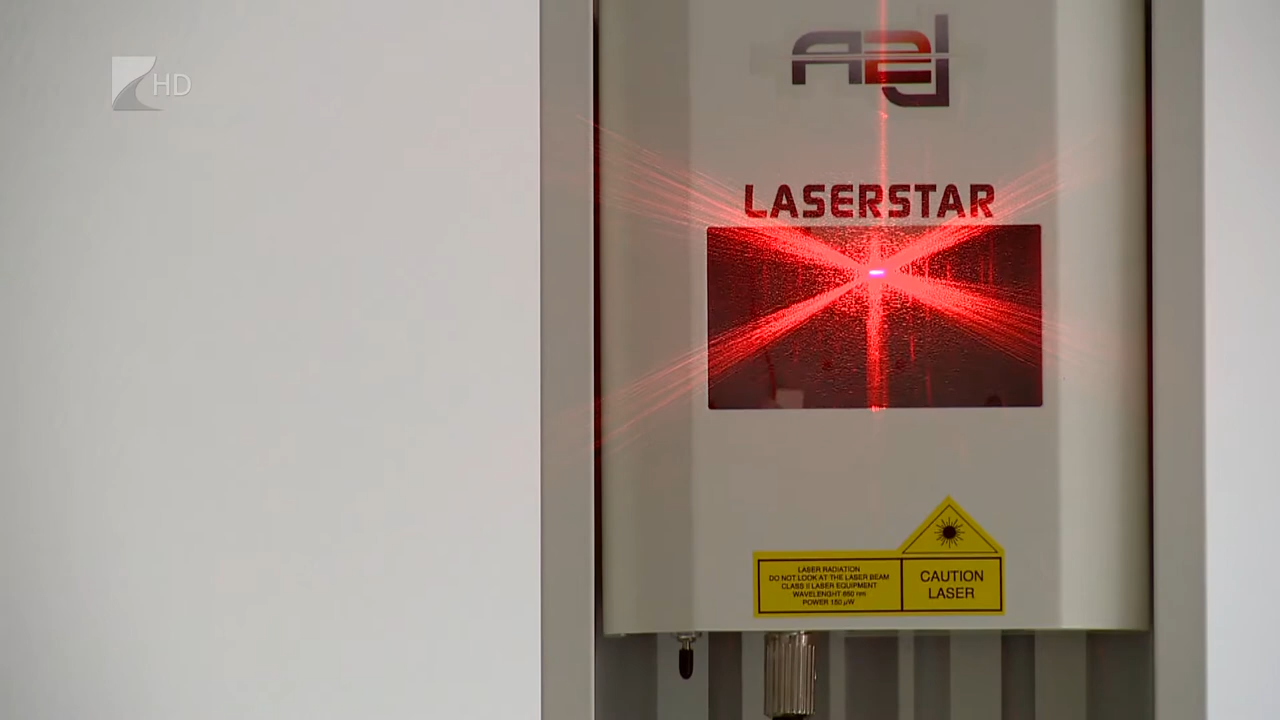 HD
LASERSTAR
LASER RADIATION
DO NOT LOOK AT THE LASER BEAM
CLASS II LASER EQUIPMENT
WAVELENGHT 650 nm
POWER 150 µW
CAUTION
LASER